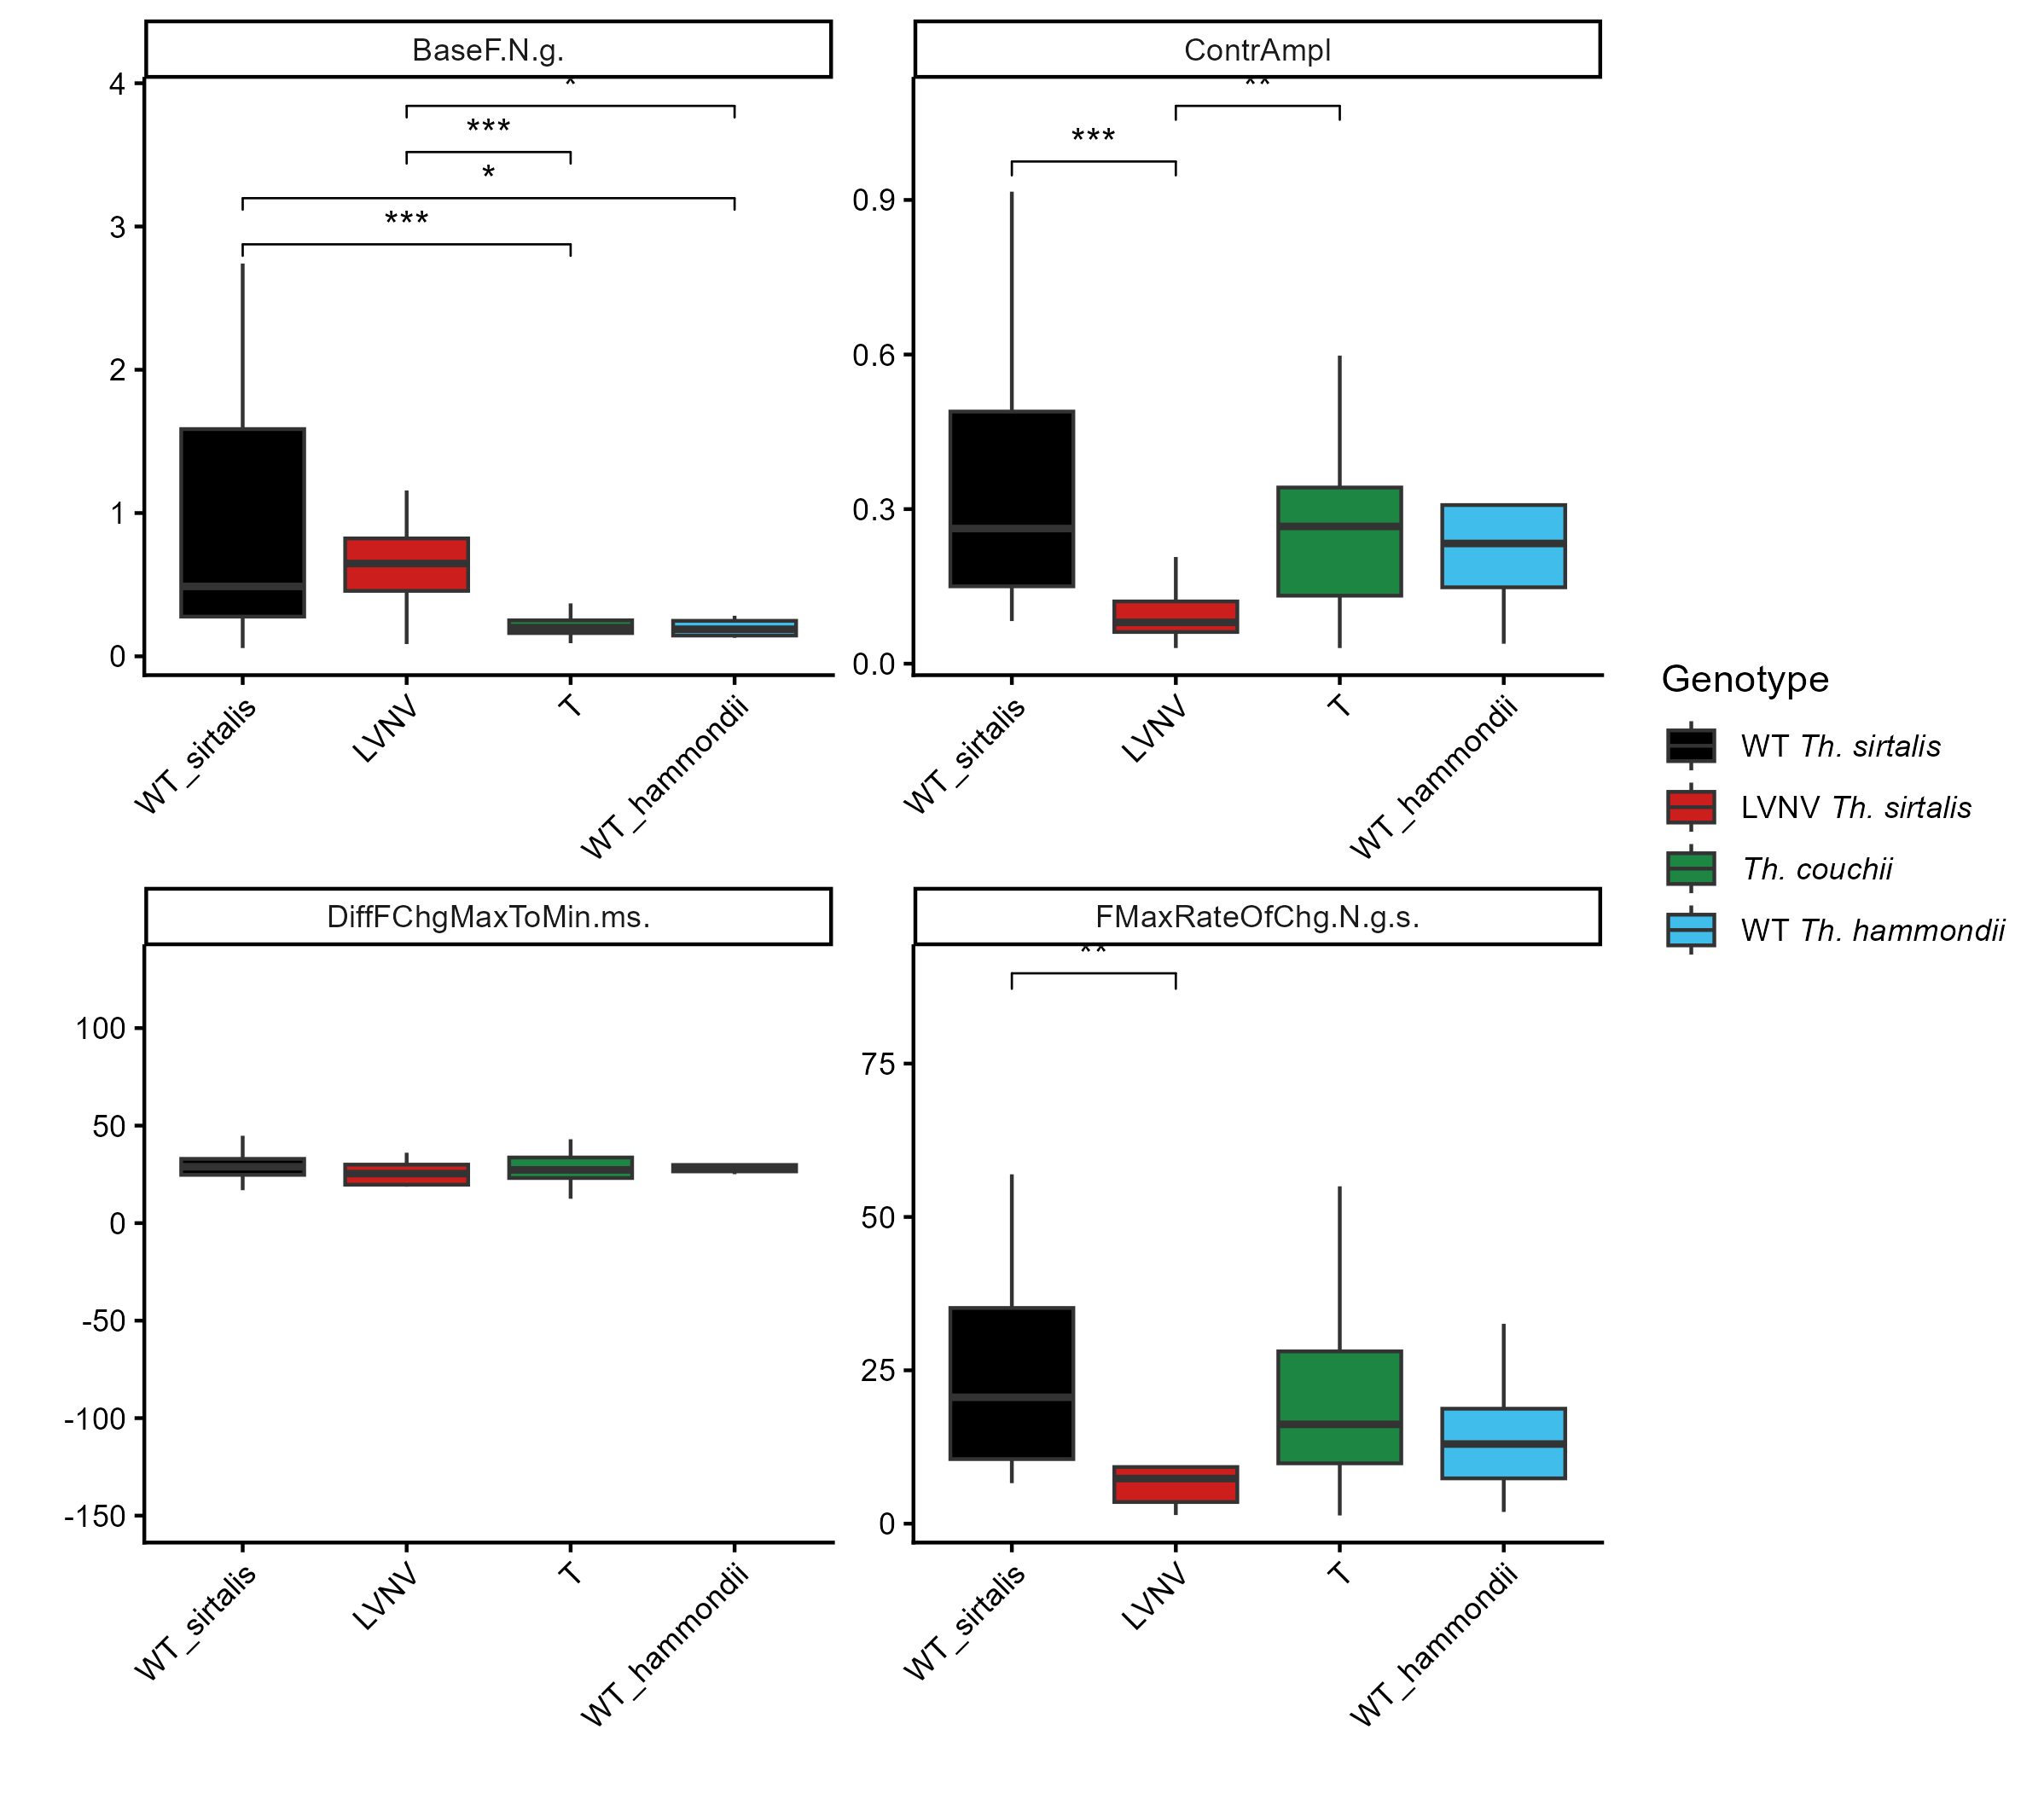 BaseF.N.g.
ContrAmpl
4
3
2
1
0
*
***
*
***
0.9
0.6
0.3
0.0
**
***
WT_sirtalis
LVNV
T
WT_hammondii
WT_sirtalis
LVNV
T
WT_hammondii
Genotype
WT Th. sirtalis
LVNV Th. sirtalis
Th. couchii
WT Th. hammondii
DiffFChgMaxToMin.ms.
FMaxRateOfChg.N.g.s.
100
50
0
-50
-100
-150
75
50
25
0
**
WT_sirtalis
LVNV
T
WT_hammondii
WT_sirtalis
LVNV
T
WT_hammondii